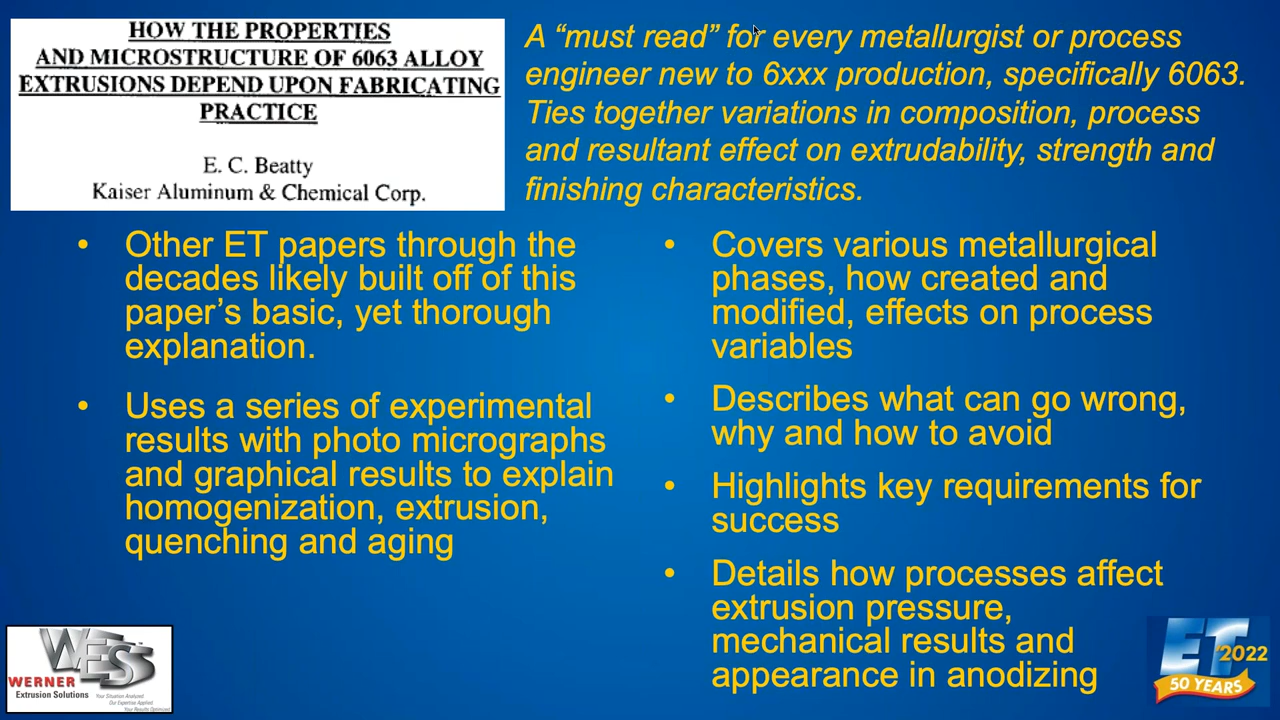 HOW THE PROPERTIES
AND MICROSTRUCTURE OF 6063 ALLOY
EXTRUSIONS DEPEND UPON FABRICATING
PRACTICE
E. C. Beatty
Kaiser Aluminum & Chemical Corp.
A “must read” for every metallurgist or process
engineer new to 6xxx production, specifically 6063.
Ties together variations in composition, process
and resultant effect on extrudability, strength and
finishing characteristics.
• Other ET papers through the
decades likely built off of this
paper’s basic, yet thorough
explanation.
• Uses a series of experimental
results with photo micrographs
and graphical results to explain
homogenization, extrusion,
quenching and aging
• Covers various metallurgical
phases, how created and
modified, effects on process
variables
• Describes what can go wrong,
why and how to avoid
• Highlights key requirements for
success
• Details how processes affect
extrusion pressure,
mechanical results and
appearance in anodizing
WESS
WERNER
Extrusion Solutions
Your Situation Analyzed
Our Expertise Applied
Your Results Optimized
ET
2022
50 YEARS